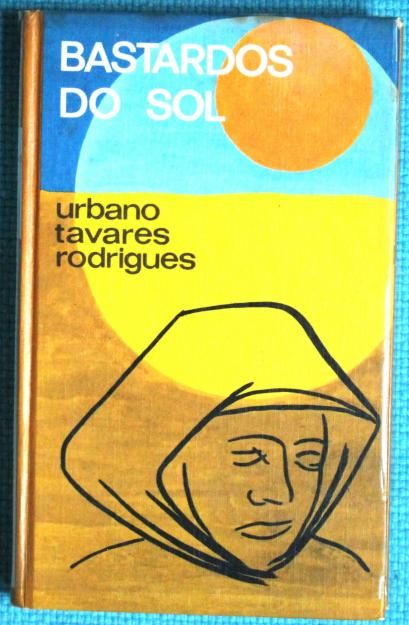 BASTARDOS
DO SOL
urbano
tavares
rodrigues